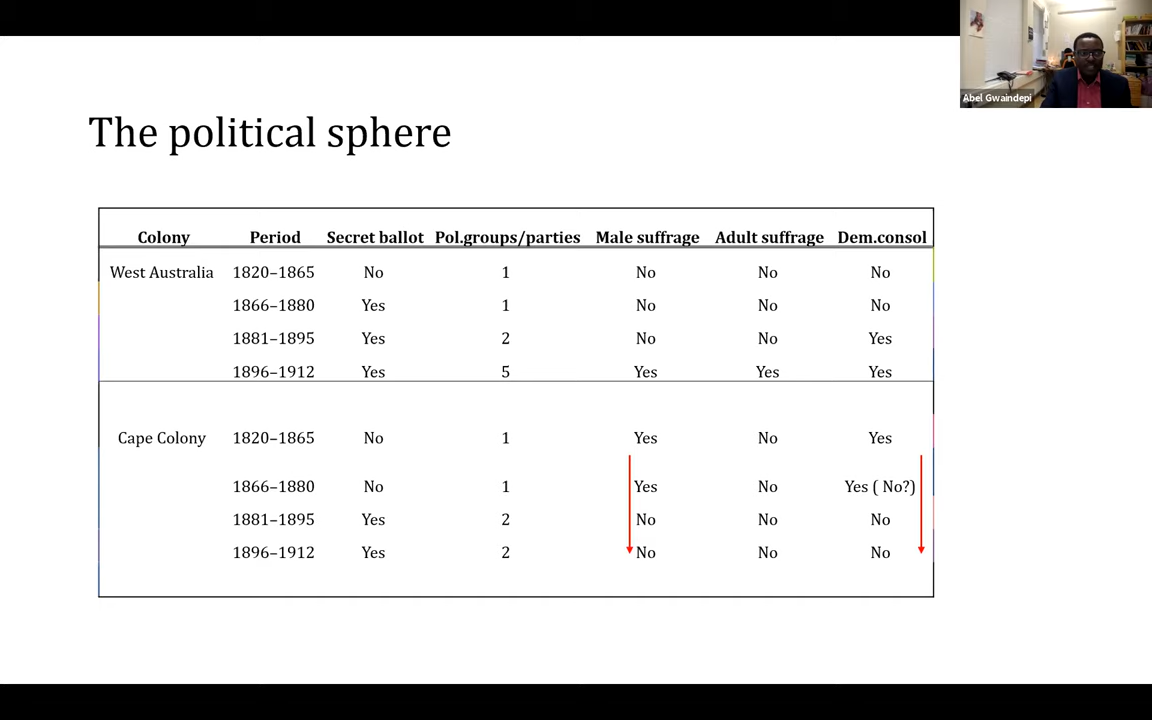 Abel Gwaindepi
The political sphere
Colony Period Secret ballot Pol.groups/parties Male suffrage Adult suffrage Dem.consol
West Australia 1820–1865 No 1 No No No
1866–1880 Yes 1 No No No
1881–1895 Yes 2 No No Yes
1896–1912 Yes 5 Yes Yes Yes
Cape Colony 1820–1865 No 1 Yes No Yes
1866–1880 No 1 Yes No Yes ( No?)
1881–1895 Yes 2 No No No
1896–1912 Yes 2 No No No